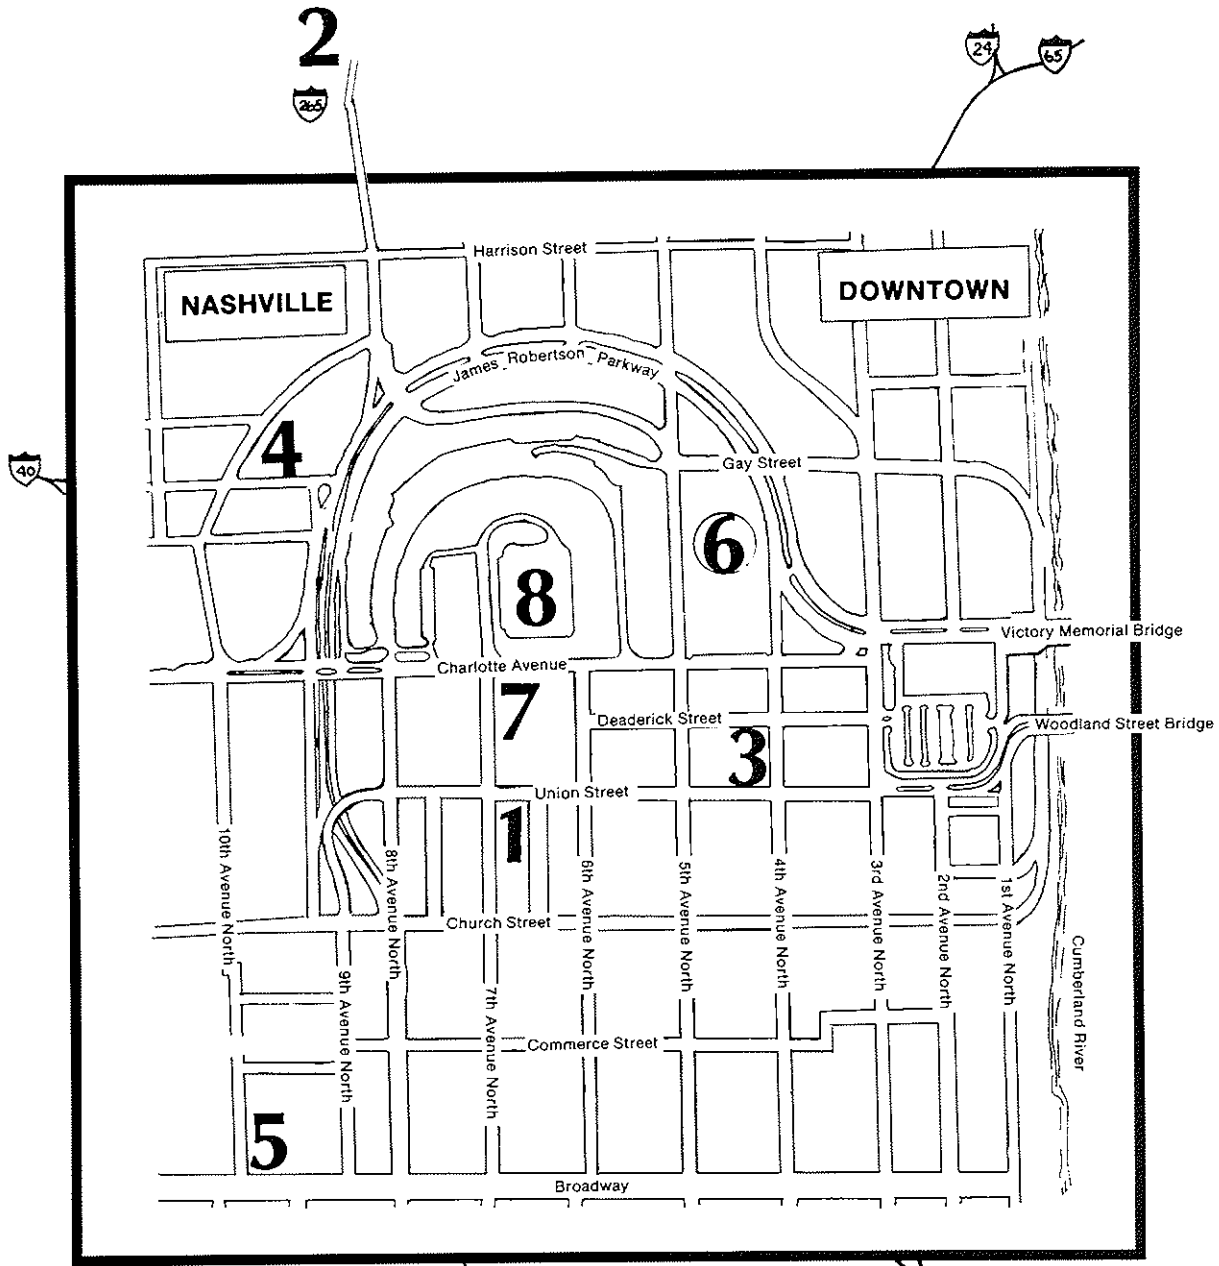 2
265
24
65
Harrison Street
NASHVILLE
DOWNTOWN
James Robertson Parkway
4
40
Gay Street
6
8
Victory Memorial Bridge
Charlotte Avenue
7
Deaderick Street
Woodland Street Bridge
3
Union Street
1
10th Avenue North
8th Avenue North
6th Avenue North
5th Avenue North
4th Avenue North
3rd Avenue North
2nd Avenue North
1st Avenue North
Church Street
Cumberland River
9th Avenue North
7th Avenue North
Commerce Street
5
Broadway